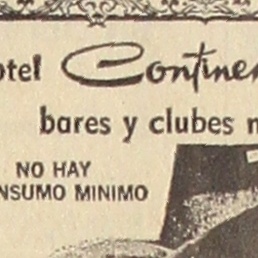 otel Continen
bares y clubes n
NO HAY
NSUMO MINIMO